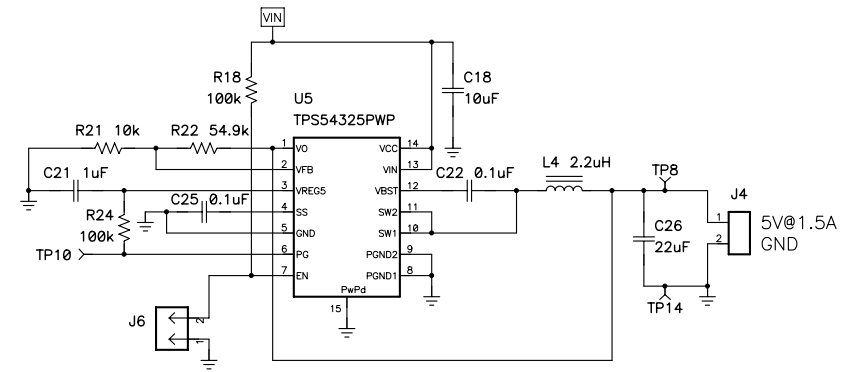 VIN
R18
100k
C18
10uF
U5
TPS54325PWP
R21 10k
R22 54.9k
1 VO
VCC 14
2 VFB
VIN 13
C21 1uF
3 VREG5
VBST 12
C22 0.1uF
L4 2.2uH
TP8
J4
C25 0.1uF
4 SS
SW2 11
R24
100k
5 GND
SW1 10
1
5V@1.5A
2
GND
C26
22uF
TP10
6 PG
PGND2 9
7 EN
PGND1 8
PwPd
15
TP14
J6
2
1